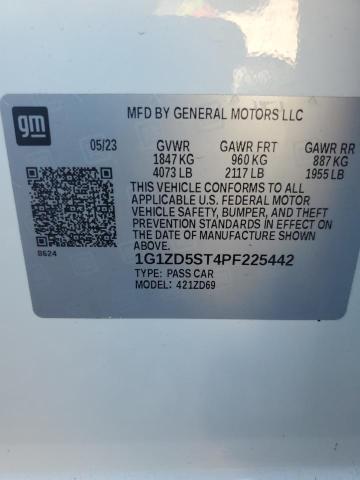 gm
MFD BY GENERAL MOTORS LLC
05/23 GVWR GAWR FRT GAWR RR
1847 KG 960 KG 887 KG
4073 LB 2117 LB 1955 LB
THIS VEHICLE CONFORMS TO ALL
APPLICABLE U.S. FEDERAL MOTOR
VEHICLE SAFETY, BUMPER, AND THEFT
PREVENTION STANDARDS IN EFFECT
ON THE DATE OF MANUFACTURE
SHOWN ABOVE.
B624
1G1ZD5ST4PF225442
TYPE: PASS CAR
MODEL: 421ZD69